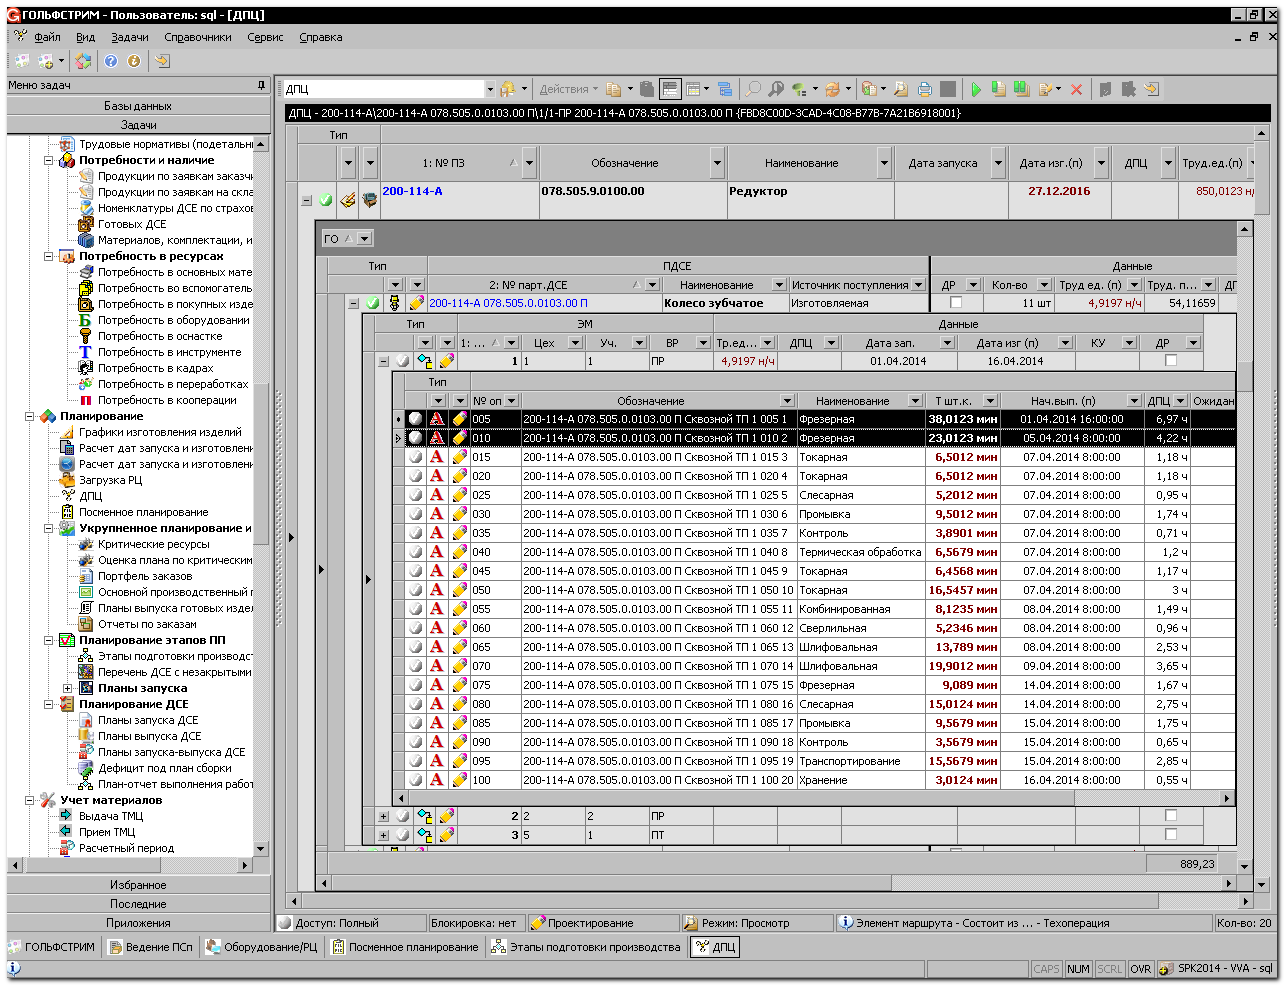 ГОЛЬФСТРИМ - Пользователь: sql - [ДПЦ]
Файл Вид Задачи Справочники Сервис Справка
Меню задач
Базы данных
Задачи
Трудовые нормативы (подетальн
Потребности и наличие
Продукции по заявкам заказчи
Продукции по заявкам на скла
Номенклатуры ДСЕ по страхов
Готовых ДСЕ
Материалов, комплектации, и
Потребность в ресурсах
Потребность в основных мате
Потребность во вспомогатель
Потребность в покупных изде
Потребность в оборудовании
Потребность в оснастке
Потребность в инструменте
Потребность в кадрах
Потребность в переработках
Потребность в кооперации
Планирование
Графики изготовления изделий
Расчет дат запуска и изготовлени
Расчет дат запуска и изготовлени
Загрузка РЦ
ДПЦ
Посменное планирование
Укрупненное планирование и
Критические ресурсы
Оценка плана по критическим
Портфель заказов
Основной производственный п
Планы выпуска готовых издел
Отчеты по заказам
Планирование этапов ПП
Этапы подготовки производст
Перечень ДСЕ с незакрытыми
Планы запуска
Планирование ДСЕ
Планы запуска ДСЕ
Планы выпуска ДСЕ
Планы запуска-выпуска ДСЕ
Дефицит под план сборки
План-отчет выполнения работ
Учет материалов
Выдача ТМЦ
Прием ТМЦ
Расчетный период
Избранное
Последние
Приложения
ДПЦ Действия
ДПЦ - 200-114-А\200-114-А 078.505.0.0103.00 П\1/1-ПР 200-114-А 078.505.0.0103.00 П {FBD8C00D-3CAD-4C08-B77B-7A21B6918001}
Тип
1: № ПЗ Обозначение Наименование Дата запуска Дата изг.(п) ДПЦ Труд.ед.(п)
200-114-А 078.505.9.0100.00 Редуктор 27.12.2016 850,0123 н/
ГО
Тип ПДСЕ Данные
2: № парт.ДСЕ Наименование Источник поступления ДР Кол-во Труд ед. (п) Труд. п...
200-114-А 078.505.0.0103.00 П Колесо зубчатое Изготовляемая 11 шт 4,9197 н/ч 54,11659
Тип ЭМ Данные
1: ... Цех Уч. ВР Тр.ед... ДПЦ Дата зап. Дата изг (п) КУ ДР
1 1 1 ПР 4,9197 н/ч 01.04.2014 16.04.2014
Тип
№ оп Обозначение Наименование Т шт.к. Нач.вып. (п) ДПЦ Ожидан
005 200-114-А 078.505.0.0103.00 П Сквозной ТП 1 005 1 Фрезерная 38,0123 мин 01.04.2014 16:00:00 6,97 ч
010 200-114-А 078.505.0.0103.00 П Сквозной ТП 1 010 2 Фрезерная 23,0123 мин 05.04.2014 8:00:00 4,22 ч
015 200-114-А 078.505.0.0103.00 П Сквозной ТП 1 015 3 Токарная 6,5012 мин 07.04.2014 8:00:00 1,18 ч
020 200-114-А 078.505.0.0103.00 П Сквозной ТП 1 020 4 Токарная 6,5012 мин 07.04.2014 8:00:00 1,18 ч
025 200-114-А 078.505.0.0103.00 П Сквозной ТП 1 025 5 Слесарная 5,2012 мин 07.04.2014 8:00:00 0,95 ч
030 200-114-А 078.505.0.0103.00 П Сквозной ТП 1 030 6 Промывка 9,5012 мин 07.04.2014 8:00:00 1,74 ч
035 200-114-А 078.505.0.0103.00 П Сквозной ТП 1 035 7 Контроль 3,8901 мин 07.04.2014 8:00:00 0,71 ч
040 200-114-А 078.505.0.0103.00 П Сквозной ТП 1 040 8 Термическая обработка 6,5679 мин 07.04.2014 8:00:00 1,2 ч
045 200-114-А 078.505.0.0103.00 П Сквозной ТП 1 045 9 Токарная 6,4568 мин 07.04.2014 8:00:00 1,17 ч
050 200-114-А 078.505.0.0103.00 П Сквозной ТП 1 050 10 Токарная 16,5457 мин 07.04.2014 8:00:00 3 ч
055 200-114-А 078.505.0.0103.00 П Сквозной ТП 1 055 11 Комбинированная 8,1235 мин 08.04.2014 8:00:00 1,49 ч
060 200-114-А 078.505.0.0103.00 П Сквозной ТП 1 060 12 Сверлильная 5,2346 мин 08.04.2014 8:00:00 0,96 ч
065 200-114-А 078.505.0.0103.00 П Сквозной ТП 1 065 13 Шлифовальная 13,789 мин 08.04.2014 8:00:00 2,53 ч
070 200-114-А 078.505.0.0103.00 П Сквозной ТП 1 070 14 Шлифовальная 19,9012 мин 09.04.2014 8:00:00 3,65 ч
075 200-114-А 078.505.0.0103.00 П Сквозной ТП 1 075 15 Фрезерная 9,089 мин 14.04.2014 8:00:00 1,67 ч
080 200-114-А 078.505.0.0103.00 П Сквозной ТП 1 080 16 Слесарная 15,0124 мин 14.04.2014 8:00:00 2,75 ч
085 200-114-А 078.505.0.0103.00 П Сквозной ТП 1 085 17 Промывка 9,5679 мин 15.04.2014 8:00:00 1,75 ч
090 200-114-А 078.505.0.0103.00 П Сквозной ТП 1 090 18 Контроль 3,5679 мин 15.04.2014 8:00:00 0,65 ч
095 200-114-А 078.505.0.0103.00 П Сквозной ТП 1 095 19 Транспортирование 15,5679 мин 15.04.2014 8:00:00 2,85 ч
100 200-114-А 078.505.0.0103.00 П Сквозной ТП 1 100 20 Хранение 3,0124 мин 16.04.2014 8:00:00 0,55 ч
2 2 2 ПР
3 5 1 ПТ
889,23
Доступ: Полный Блокировка: нет Проектирование Режим: Просмотр Элемент маршрута - Состоит из ... - Техоперация Кол-во: 20
ГОЛЬФСТРИМ Ведение ПСп Оборудование/РЦ Посменное планирование Этапы подготовки производства ДПЦ
CAPS NUM SCRL OVR SPK2014 - VVA - sql